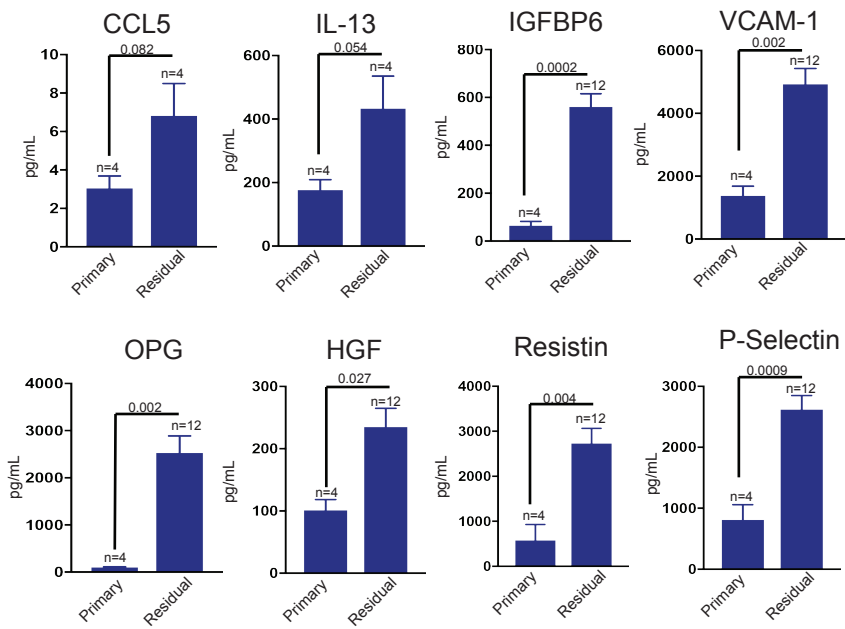 CCL5
0.082
10
8
6
4
2
0
pg/mL
n=4
n=4
Primary
Residual
IL-13
0.054
600
400
200
0
pg/mL
n=4
n=4
Primary
Residual
IGFBP6
0.0002
800
600
400
200
0
pg/mL
n=4
n=12
Primary
Residual
VCAM-1
0.002
6000
4000
2000
0
pg/mL
n=4
n=12
Primary
Residual
OPG
0.002
4000
3000
2000
1000
0
pg/mL
n=4
n=12
Primary
Residual
HGF
0.027
300
200
100
0
pg/mL
n=4
n=12
Primary
Residual
Resistin
0.004
4000
3000
2000
1000
0
pg/mL
n=4
n=12
Primary
Residual
P-Selectin
0.0009
3000
2000
1000
0
pg/mL
n=4
n=12
Primary
Residual